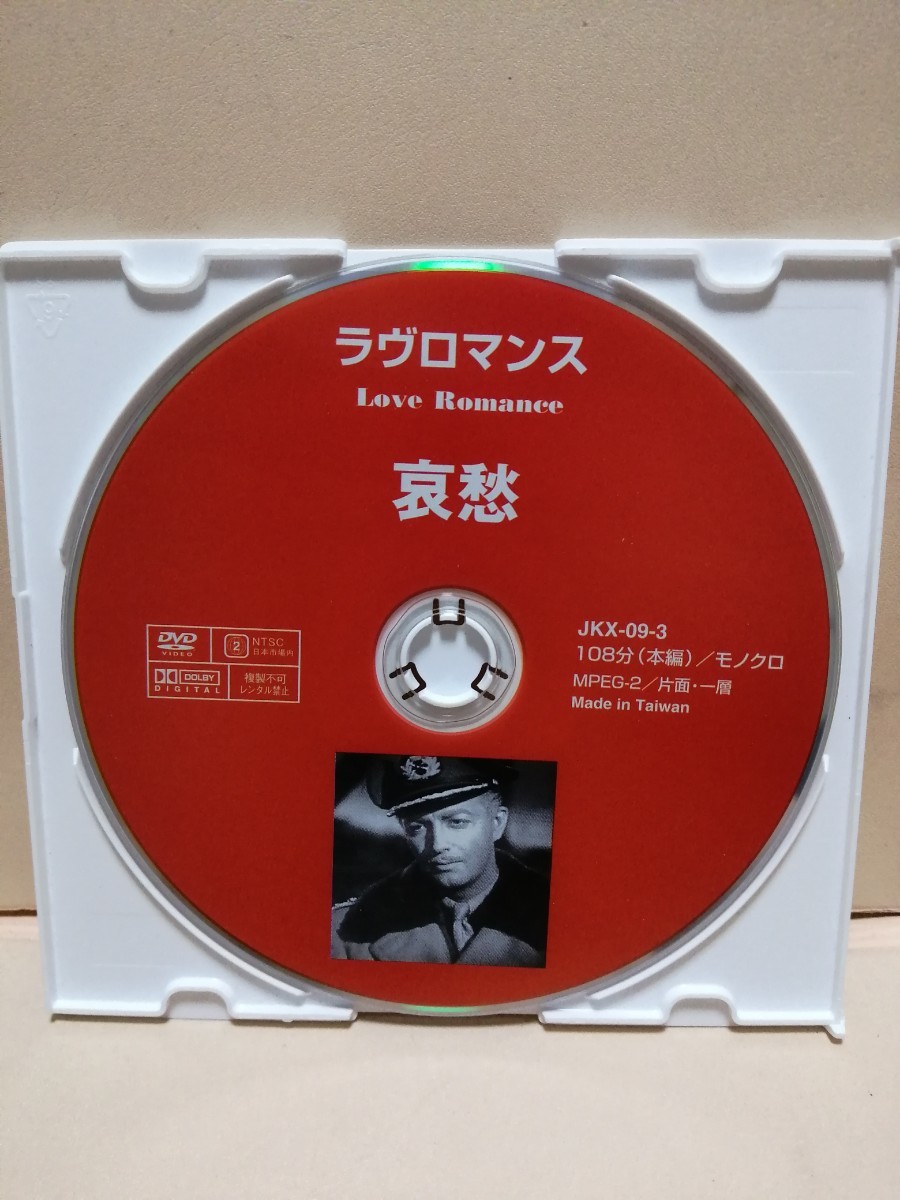 ラヴロマンス
Love Romance
哀愁
DVD
VIDEO
2
NTSC
日本市場向
DOLBY
DIGITAL
複製不可
レンタル禁止
JKX-09-3
108分(本編)/モノクロ
MPEG-2/片面・一層
Made in Taiwan